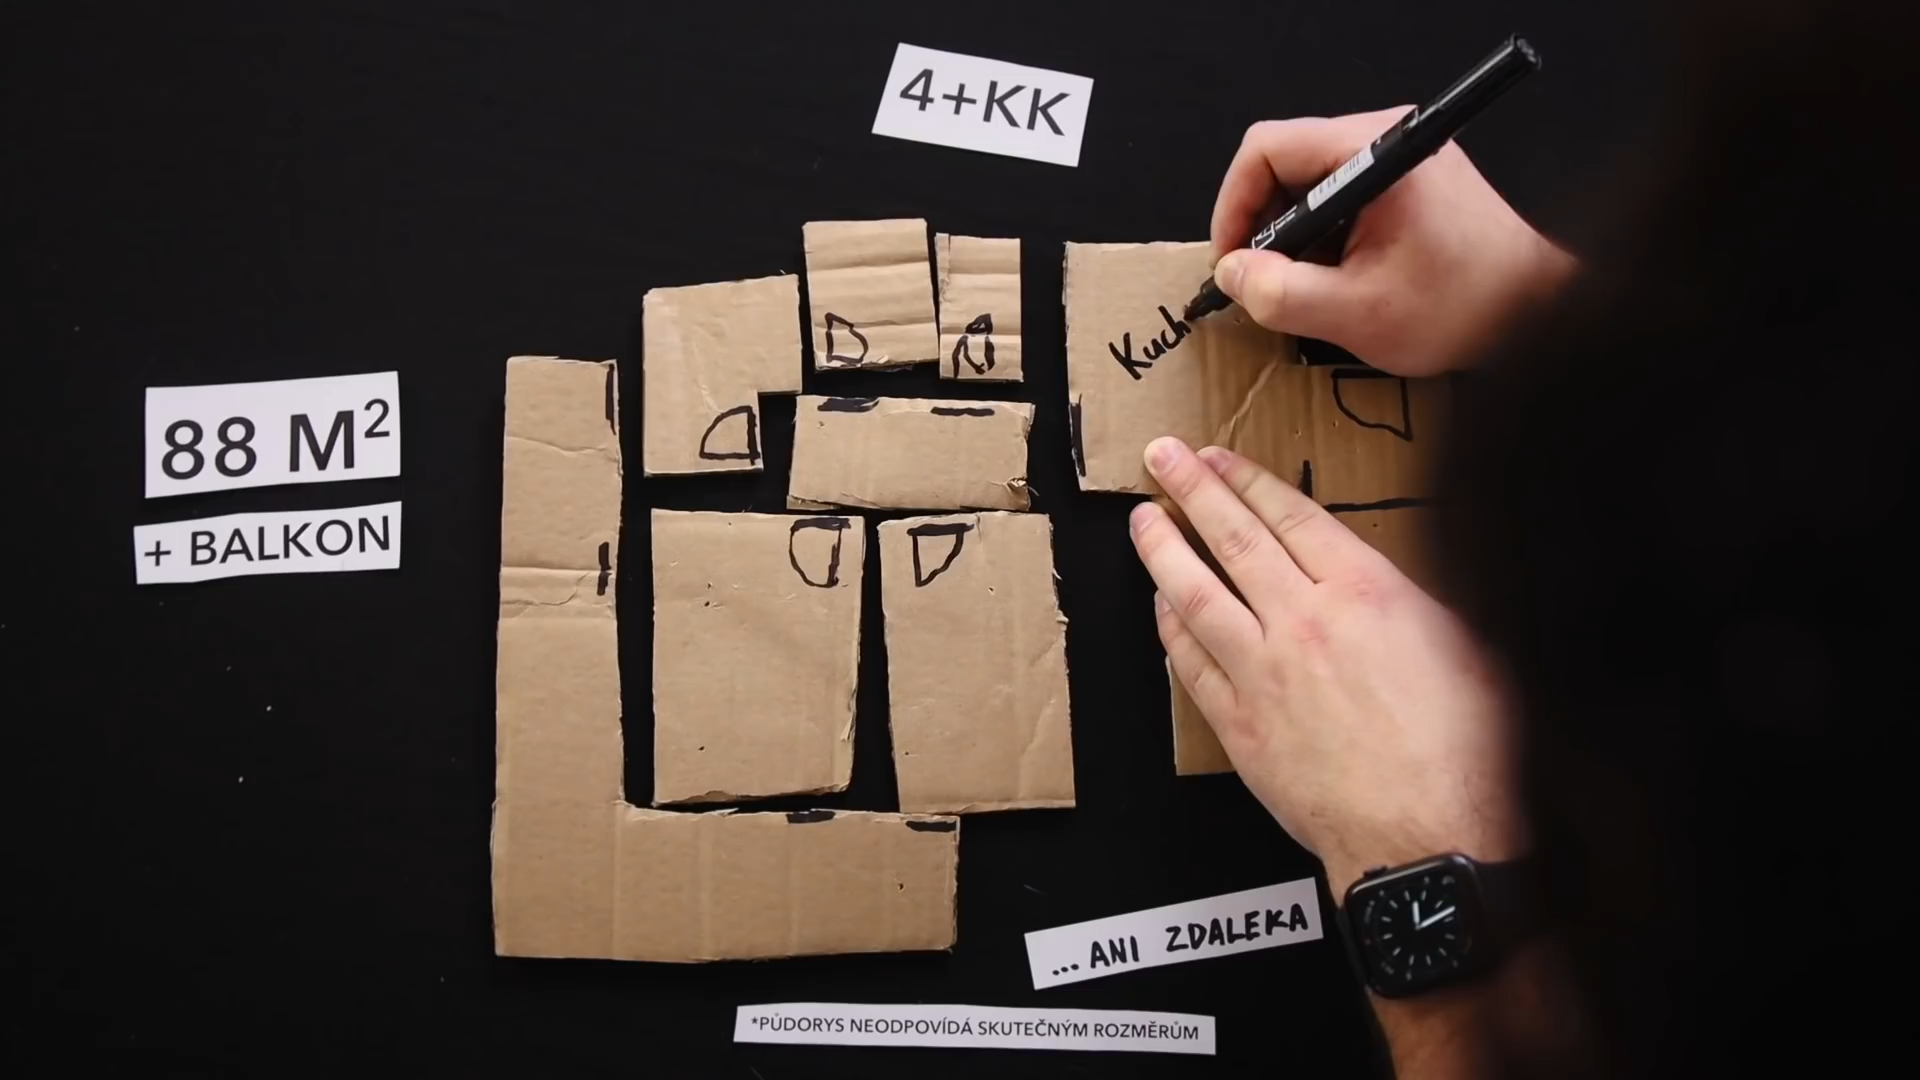 4+KK
88 M²
+ BALKON
Kuch
...ANI ZDALEKA
*PŮDORYS NEODPOVÍDÁ SKUTEČNÝM ROZMĚRŮM